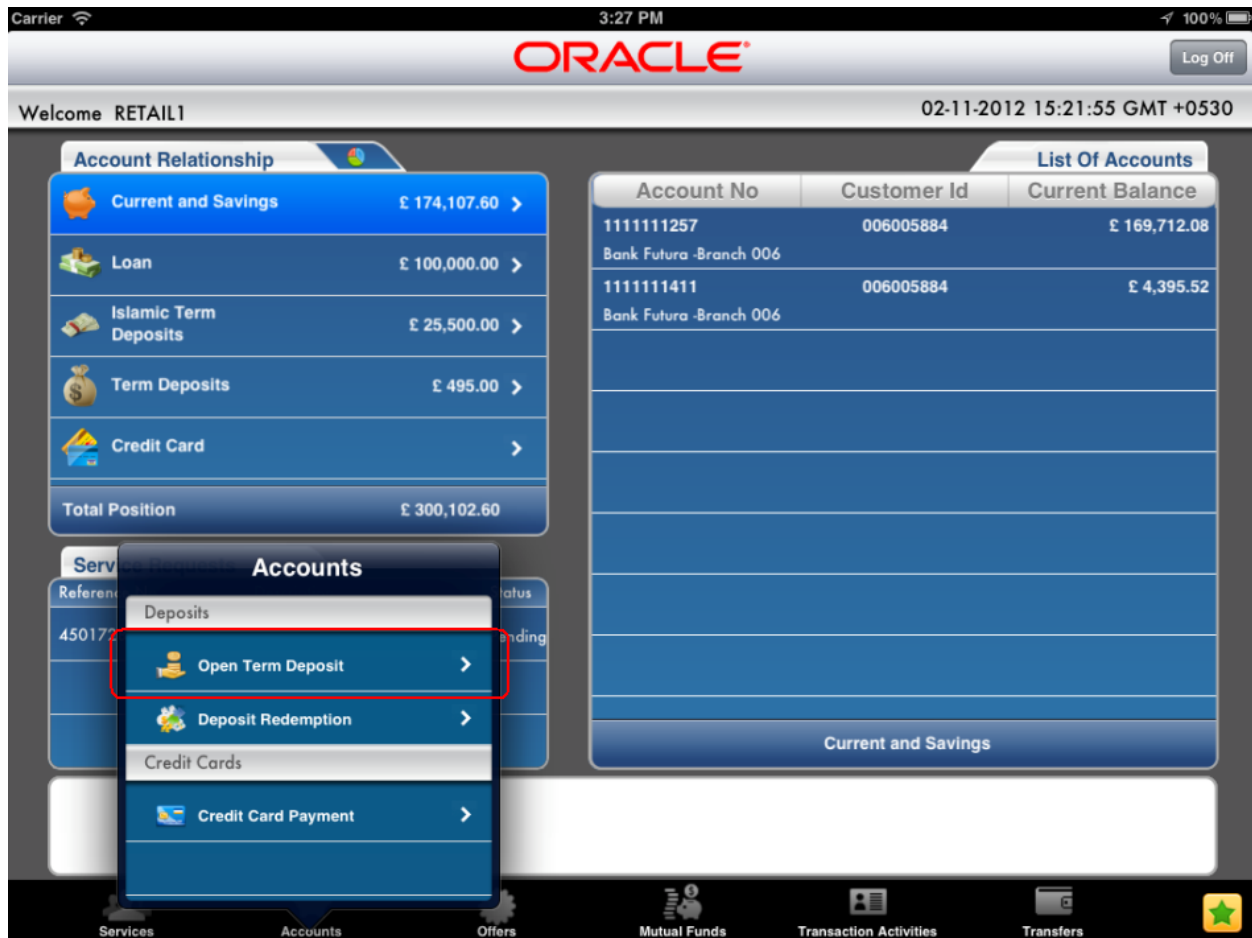 Carrier 3:27 PM 100%
ORACLE
Log Off
Welcome RETAIL1 02-11-2012 15:21:55 GMT +0530
Account Relationship
Current and Savings £ 174,107.60
Loan £ 100,000.00
Islamic Term
Deposits
£ 25,500.00
Term Deposits £ 495.00
Credit Card
Total Position £ 300,102.60
List Of Accounts
Account No Customer Id Current Balance
1111111257 006005884 £ 169,712.08
Bank Futura -Branch 006
1111111411 006005884 £ 4,395.52
Bank Futura -Branch 006
Current and Savings
Service Requests
Accounts
Deposits
Open Term Deposit
Deposit Redemption
Credit Cards
Credit Card Payment
Services Accounts Offers Mutual Funds Transaction Activities Transfers